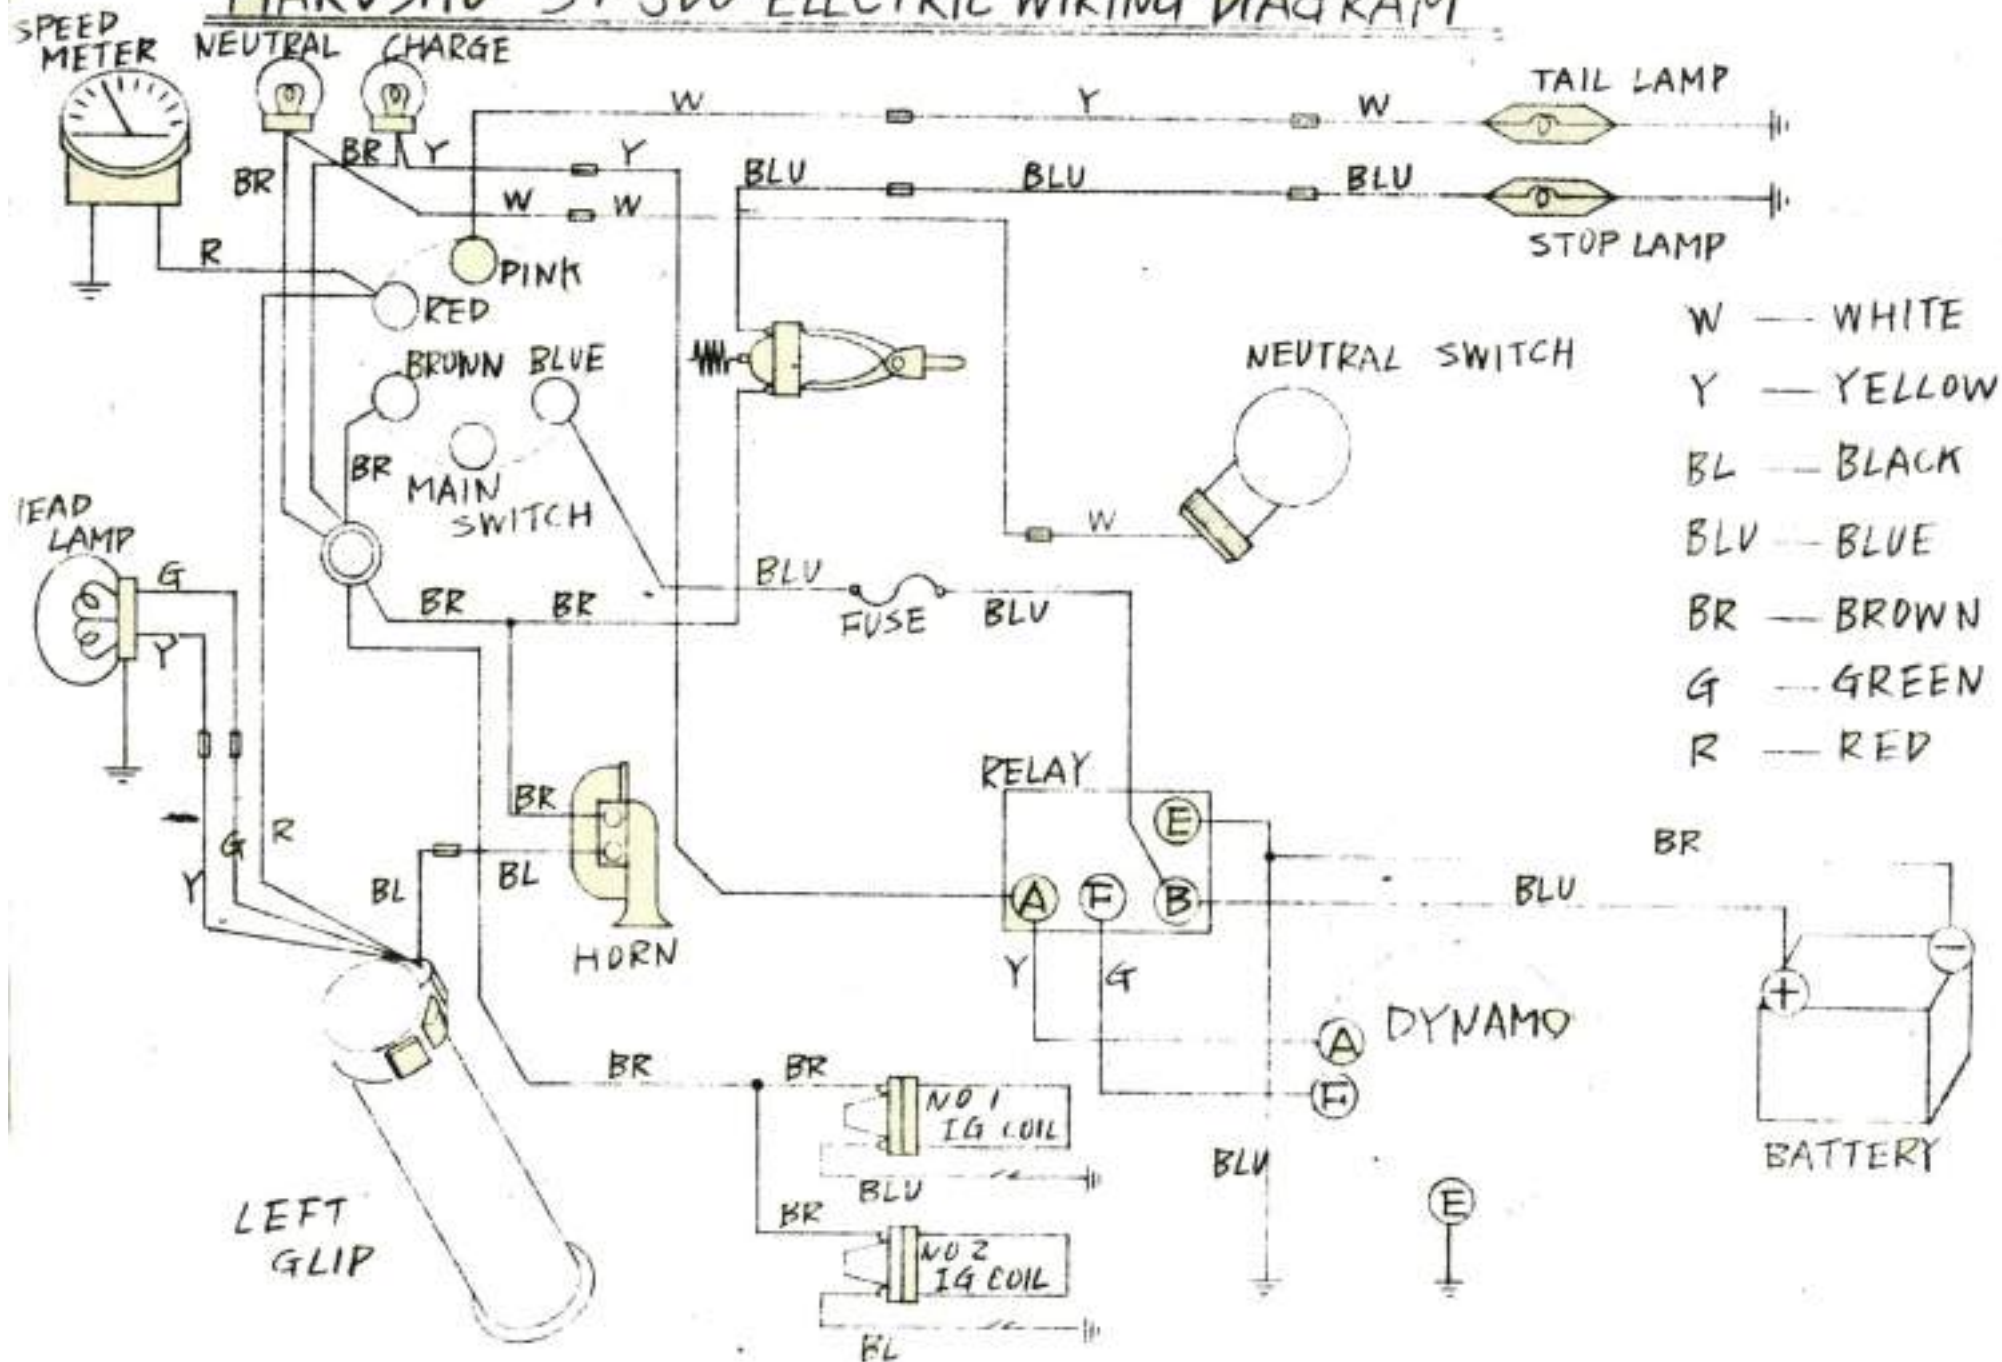 ELECTRIC WIRING DIAGRAM
SPEED
METER
NEUTRAL
CHARGE
TAIL LAMP
W
Y
W
BR
Y
Y
BR
BLU
BLU
BLU
W
W
R
PINK
STOP LAMP
RED
W — WHITE
NEUTRAL SWITCH
BROWN
BLUE
Y — YELLOW
BR
MAIN
SWITCH
BL — BLACK
LAMP
W
BLU — BLUE
G
BLU
BR
BR
FUSE
BLU
BR — BROWN
Y
G — GREEN
R — RED
RELAY
BR
E
G
R
BR
Y
BL
BL
A
F
B
BLU
HORN
Y
G
+
−
DYNAMO
A
F
BR
BR
NO 1
IG COIL
BLU
BLU
BATTERY
E
LEFT
GLIP
BR
NO 2
IG COIL
BL